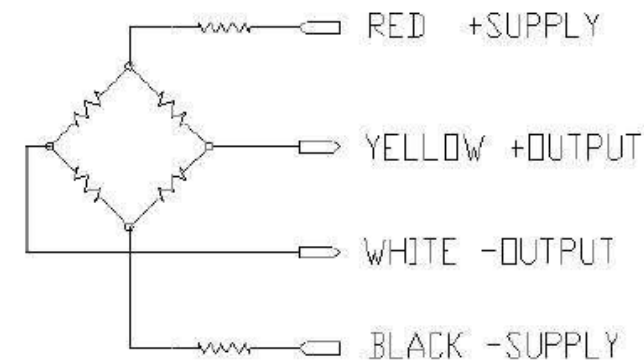 RED +SUPPLY
YELLOW +OUTPUT
WHITE -OUTPUT
BLACK -SUPPLY